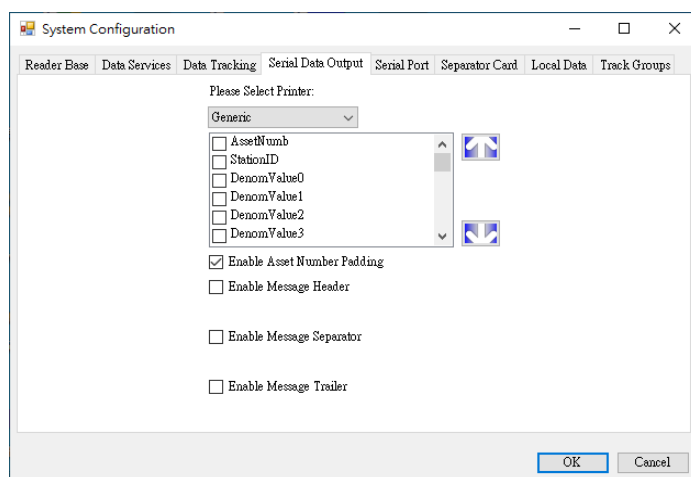 System Configuration
Reader Base Data Services Data Tracking Serial Data Output Serial Port Separator Card Local Data Track Groups
Please Select Printer:
Generic
AssetNumb
StationID
DenomValue0
DenomValue1
DenomValue2
DenomValue3
Enable Asset Number Padding
Enable Message Header
Enable Message Separator
Enable Message Trailer
OK Cancel